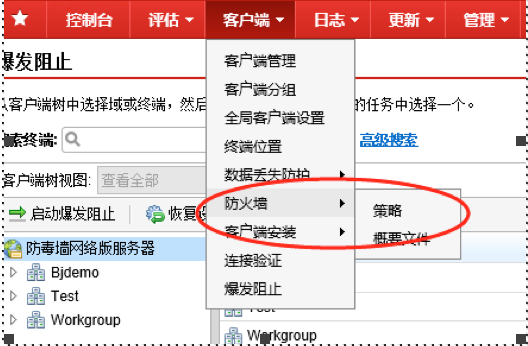 控制台 评估 客户端 日志 更新 管理
爆发阻止
客户端管理
客户端分组
全局客户端设置
终端位置
数据丢失防护
防火墙
客户端安装
连接验证
爆发阻止
策略
概要文件
从客户端树中选择域或终端，然后 的任务中选择一个。
索终端: 高级搜索
客户端树视图: 查看全部
启动爆发阻止 恢复设
防毒墙网络版服务器
Bjdemo
Test
Workgroup
Test
Workgroup